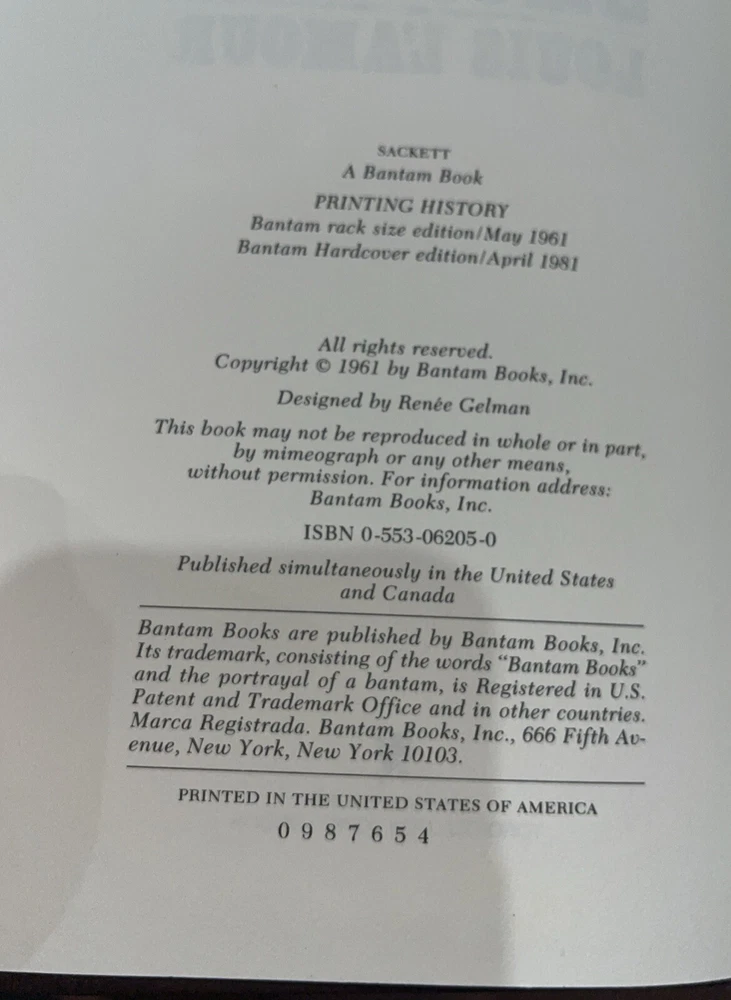 SACKETT
A Bantam Book
PRINTING HISTORY
Bantam rack size edition/May 1961
Bantam Hardcover edition/April 1981
All rights reserved.
Copyright © 1961 by Bantam Books, Inc.
Designed by Renée Gelman
This book may not be reproduced in whole or in part,
by mimeograph or any other means,
without permission. For information address:
Bantam Books, Inc.
ISBN 0-553-06205-0
Published simultaneously in the United States
and Canada
Bantam Books are published by Bantam Books, Inc.
Its trademark, consisting of the words "Bantam Books"
and the portrayal of a bantam, is Registered in U.S.
Patent and Trademark Office and in other countries.
Marca Registrada. Bantam Books, Inc., 666 Fifth Av-
enue, New York, New York 10103.
PRINTED IN THE UNITED STATES OF AMERICA
0 9 8 7 6 5 4